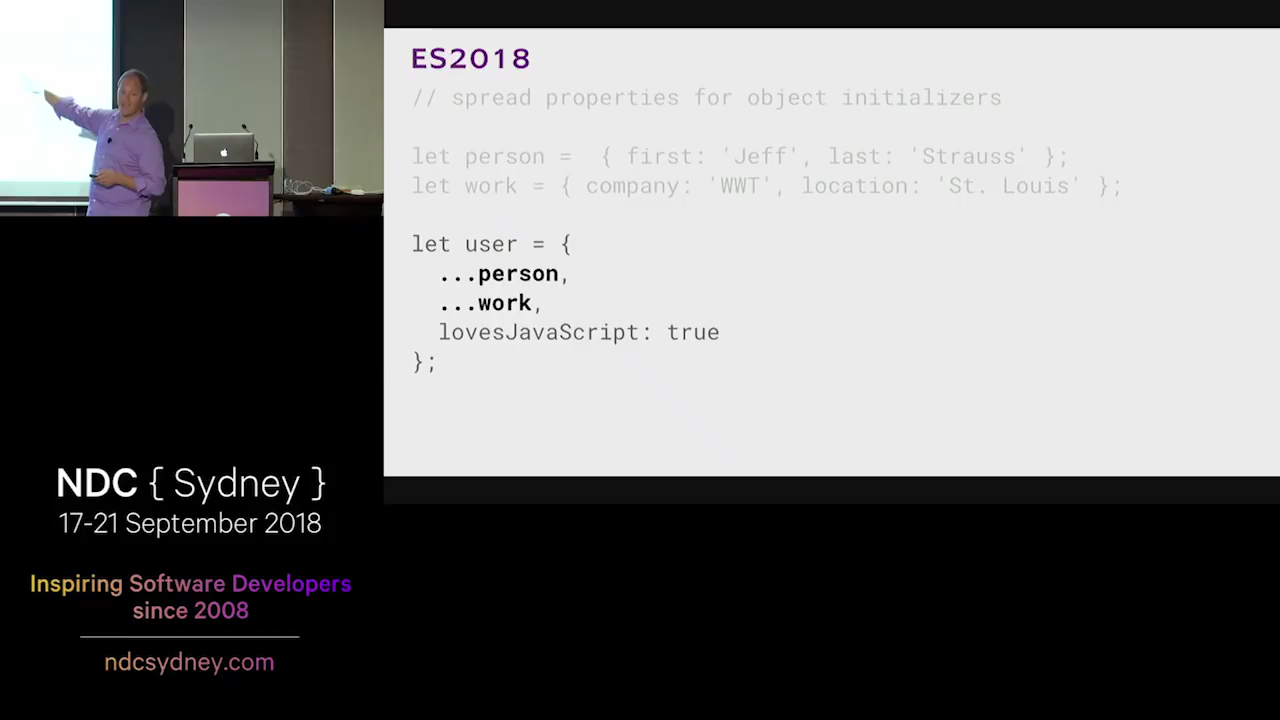 ES2018
// spread properties for object initializers
let person =  { first: 'Jeff', last: 'Strauss' };
let work = { company: 'WWT', location: 'St. Louis' };
let user = {
  ...person,
  ...work,
  lovesJavaScript: true
};
NDC { Sydney }
17-21 September 2018
Inspiring Software Developers
since 2008
ndcsydney.com